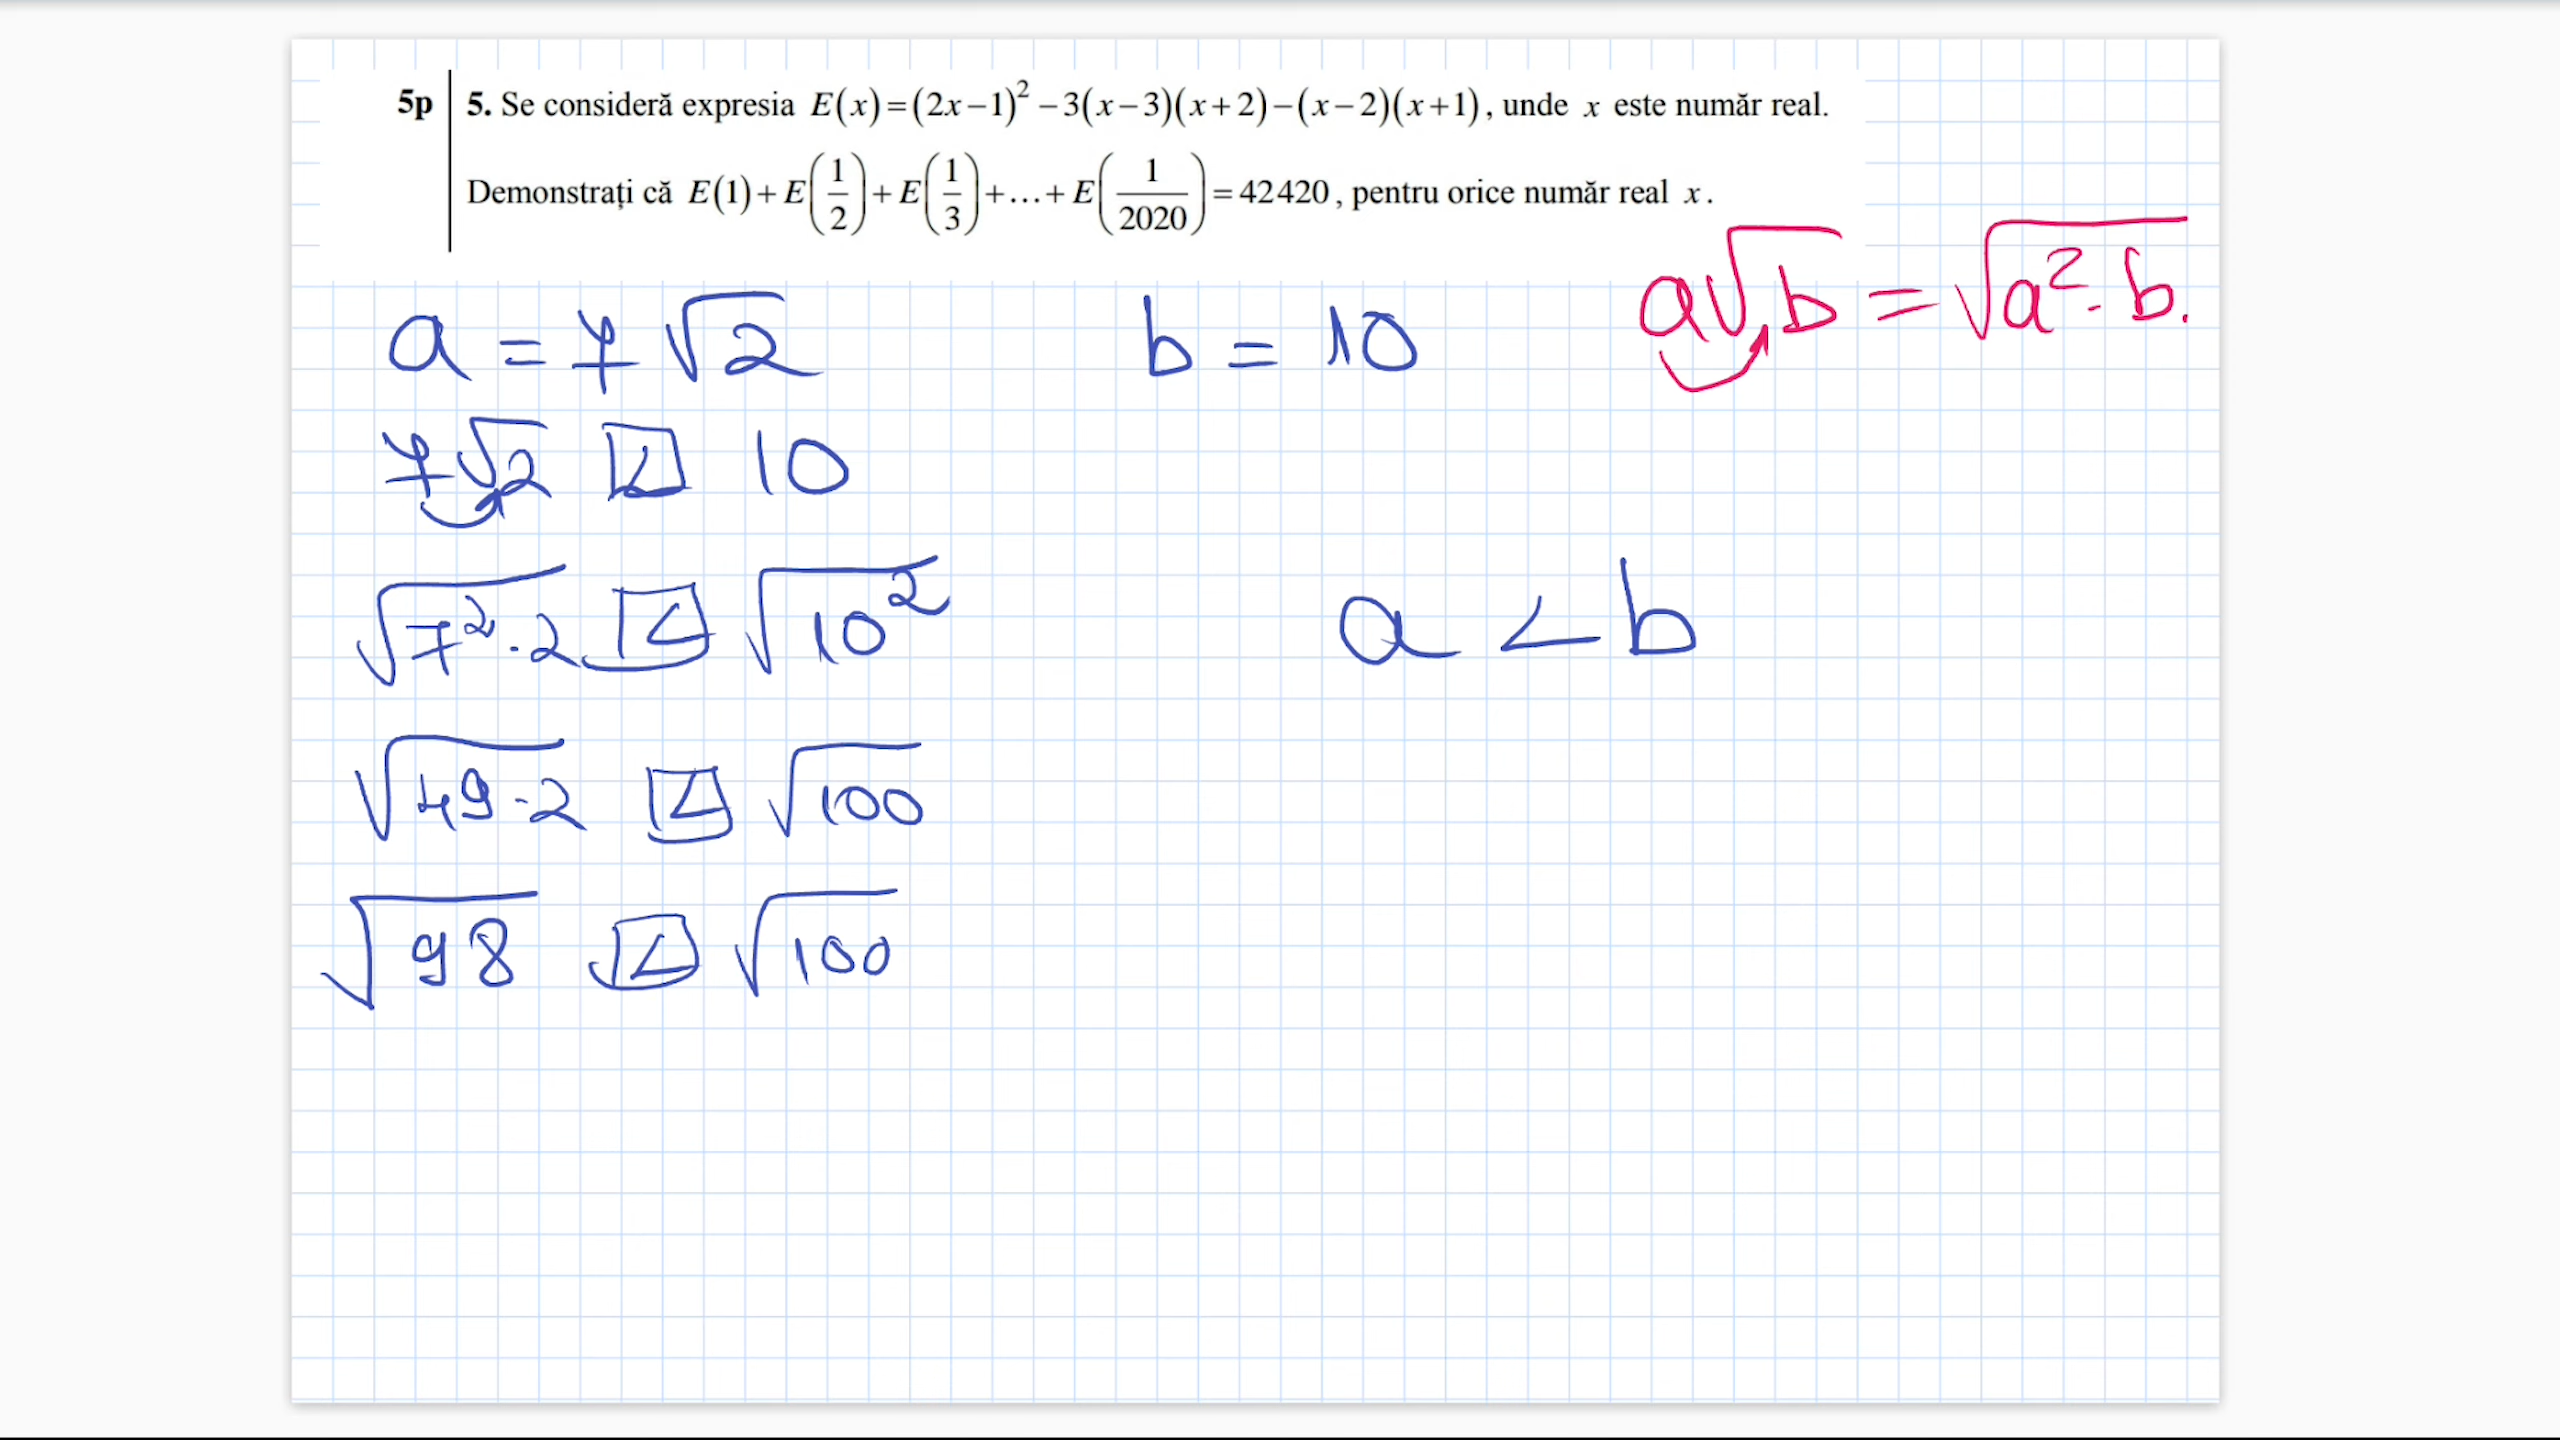 5p 5. Se consideră expresia E(x)=(2x−1)²−3(x−3)(x+2)−(x−2)(x+1), unde x este număr real.
Demonstrați că E(1)+E(1/2)+E(1/3)+...+E(1/2020)=42420, pentru orice număr real x.
a√b = √a²·b.
a = 7√2 b = 10
7√2 < 10
√7²·2 < √10² a < b
√49·2 < √100
√98 < √100